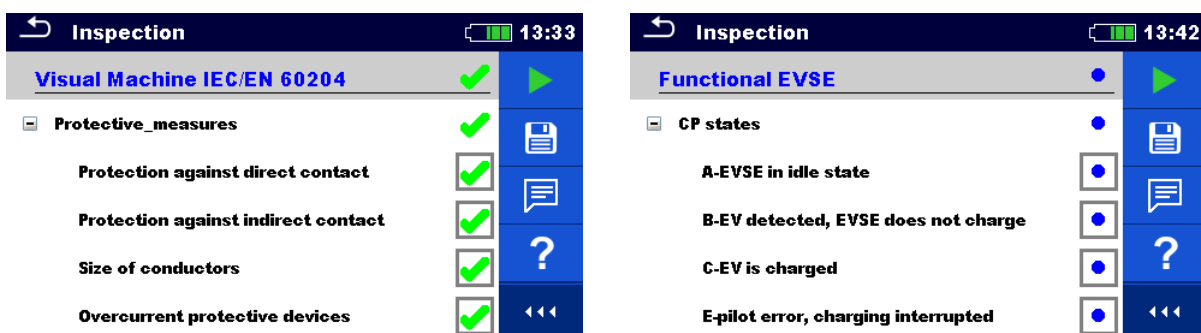 Inspection 13:33
Visual Machine IEC/EN 60204
Protective_measures
Protection against direct contact
Protection against indirect contact
Size of conductors
Overcurrent protective devices
?
Inspection 13:42
Functional EVSE
CP states
A-EVSE in idle state
B-EV detected, EVSE does not charge
C-EV is charged
E-pilot error, charging interrupted
?